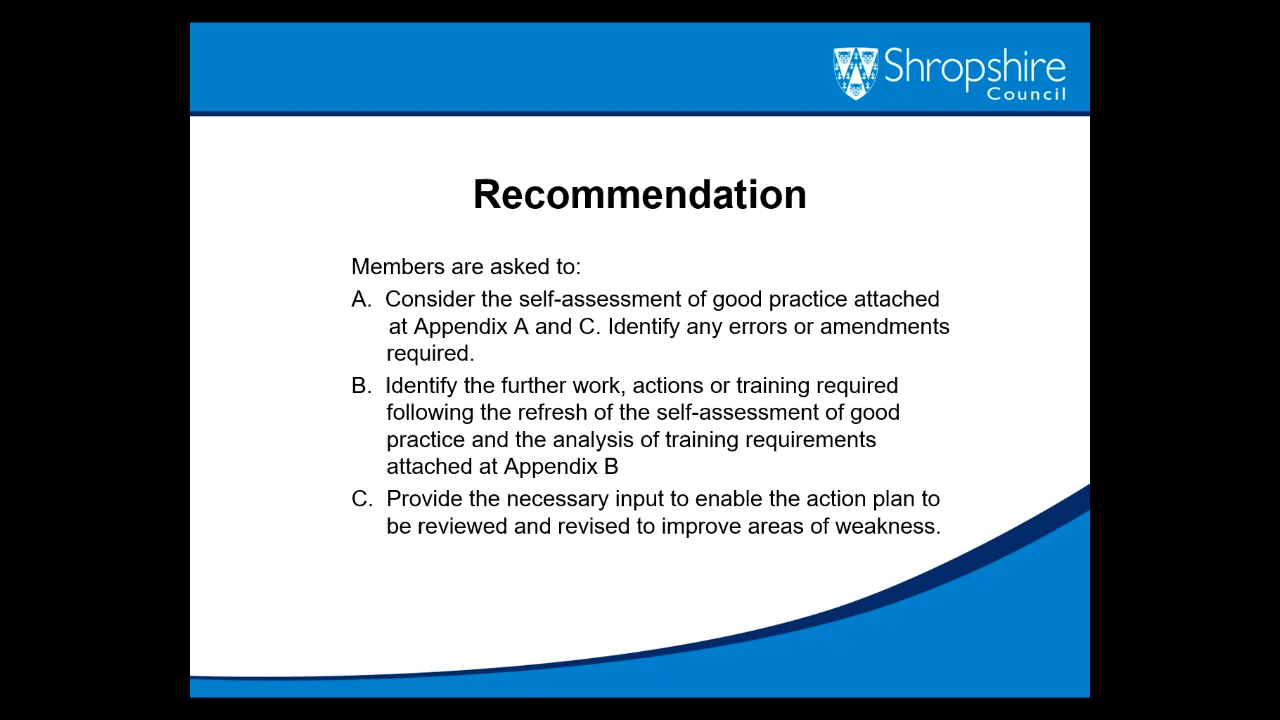 Shropshire
Council
Recommendation
Members are asked to:
A. Consider the self-assessment of good practice attached
at Appendix A and C. Identify any errors or amendments
required.
B. Identify the further work, actions or training required
following the refresh of the self-assessment of good
practice and the analysis of training requirements
attached at Appendix B
C. Provide the necessary input to enable the action plan to
be reviewed and revised to improve areas of weakness.